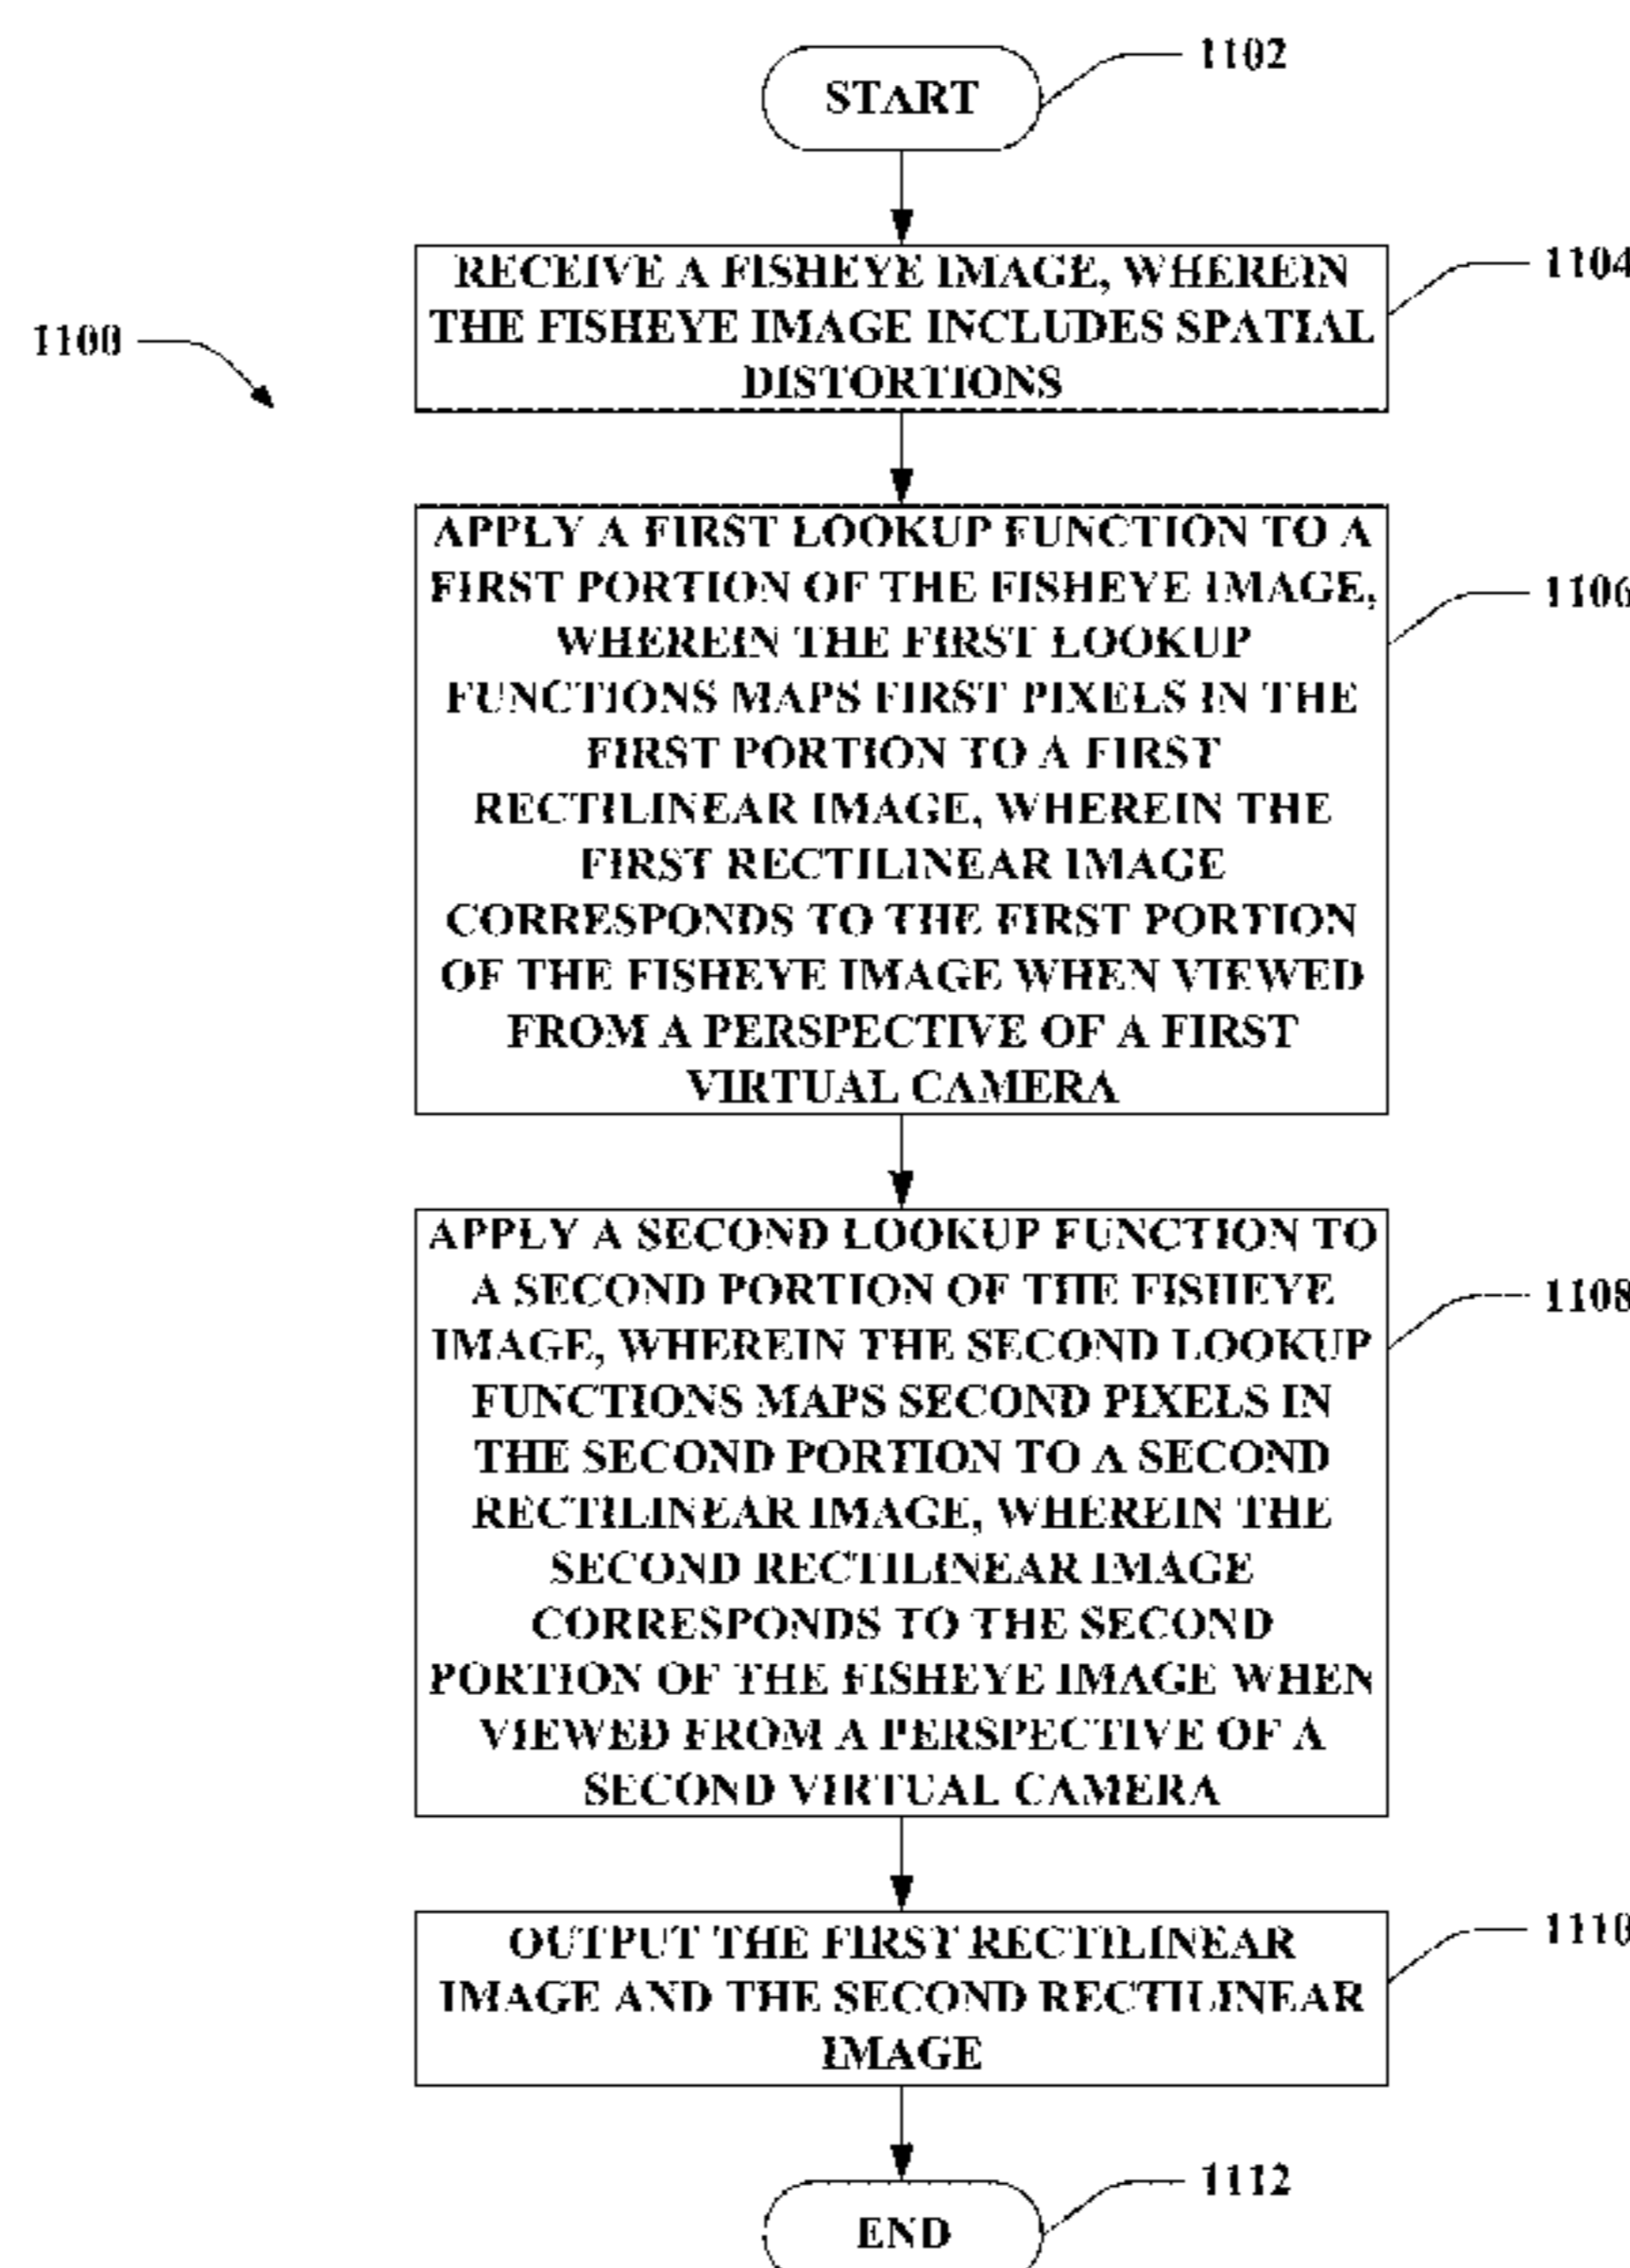 1102
START
1104
RECEIVE A FISHEYE IMAGE, WHEREIN
THE FISHEYE IMAGE INCLUDES SPATIAL
DISTORTIONS
1100
APPLY A FIRST LOOKUP FUNCTION TO A
FIRST PORTION OF THE FISHEYE IMAGE,
1106
WHEREIN THE FIRST LOOKUP
FUNCTIONS MAPS FIRST PIXELS IN THE
FIRST PORTION TO A FIRST
RECTILINEAR IMAGE, WHEREIN THE
FIRST RECTILINEAR IMAGE
CORRESPONDS TO THE FIRST PORTION
OF THE FISHEYE IMAGE WHEN VIEWED
FROM A PERSPECTIVE OF A FIRST
VIRTUAL CAMERA
APPLY A SECOND LOOKUP FUNCTION TO
A SECOND PORTION OF THE FISHEYE
1108
IMAGE, WHEREIN THE SECOND LOOKUP
FUNCTIONS MAPS SECOND PIXELS IN
THE SECOND PORTION TO A SECOND
RECTILINEAR IMAGE, WHEREIN THE
SECOND RECTILINEAR IMAGE
CORRESPONDS TO THE SECOND
PORTION OF THE FISHEYE IMAGE WHEN
VIEWED FROM A PERSPECTIVE OF A
SECOND VIRTUAL CAMERA
1110
OUTPUT THE FIRST RECTILINEAR
IMAGE AND THE SECOND RECTILINEAR
IMAGE
1112
END